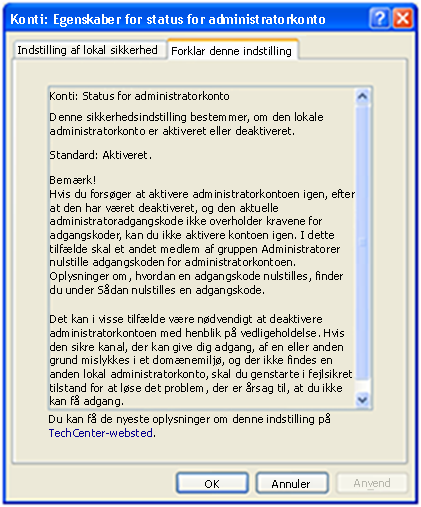 Konti: Egenskaber for status for administratorkonto
Indstilling af lokal sikkerhed
Forklar denne indstilling
Konti: Status for administratorkonto
Denne sikkerhedsindstilling bestemmer, om den lokale
administratorkonto er aktiveret eller deaktiveret.
Standard: Aktiveret.
Bemærk!
Hvis du forsøger at aktivere administratorkontoen igen, efter
at den har været deaktiveret, og den aktuelle
administratoradgangskode ikke overholder kravene for
adgangskoder, kan du ikke aktivere kontoen igen. I dette
tilfælde skal et andet medlem af gruppen Administratorer
nulstille adgangskoden for administratorkontoen.
Oplysninger om, hvordan en adgangskode nulstilles, finder
du under Sådan nulstilles en adgangskode.
Det kan i visse tilfælde være nødvendigt at deaktivere
administratorkontoen med henblik på vedligeholdelse. Hvis
den sikre kanal, der kan give dig adgang, af en eller anden
grund mislykkes i et domænemiljø, og der ikke findes en
anden lokal administratorkonto, skal du genstarte i fejlsikret
tilstand for at løse det problem, der er årsag til, at du ikke
kan få adgang.
Du kan få de nyeste oplysninger om denne indstilling på
TechCenter-websted.
OK
Annuller
Anvend